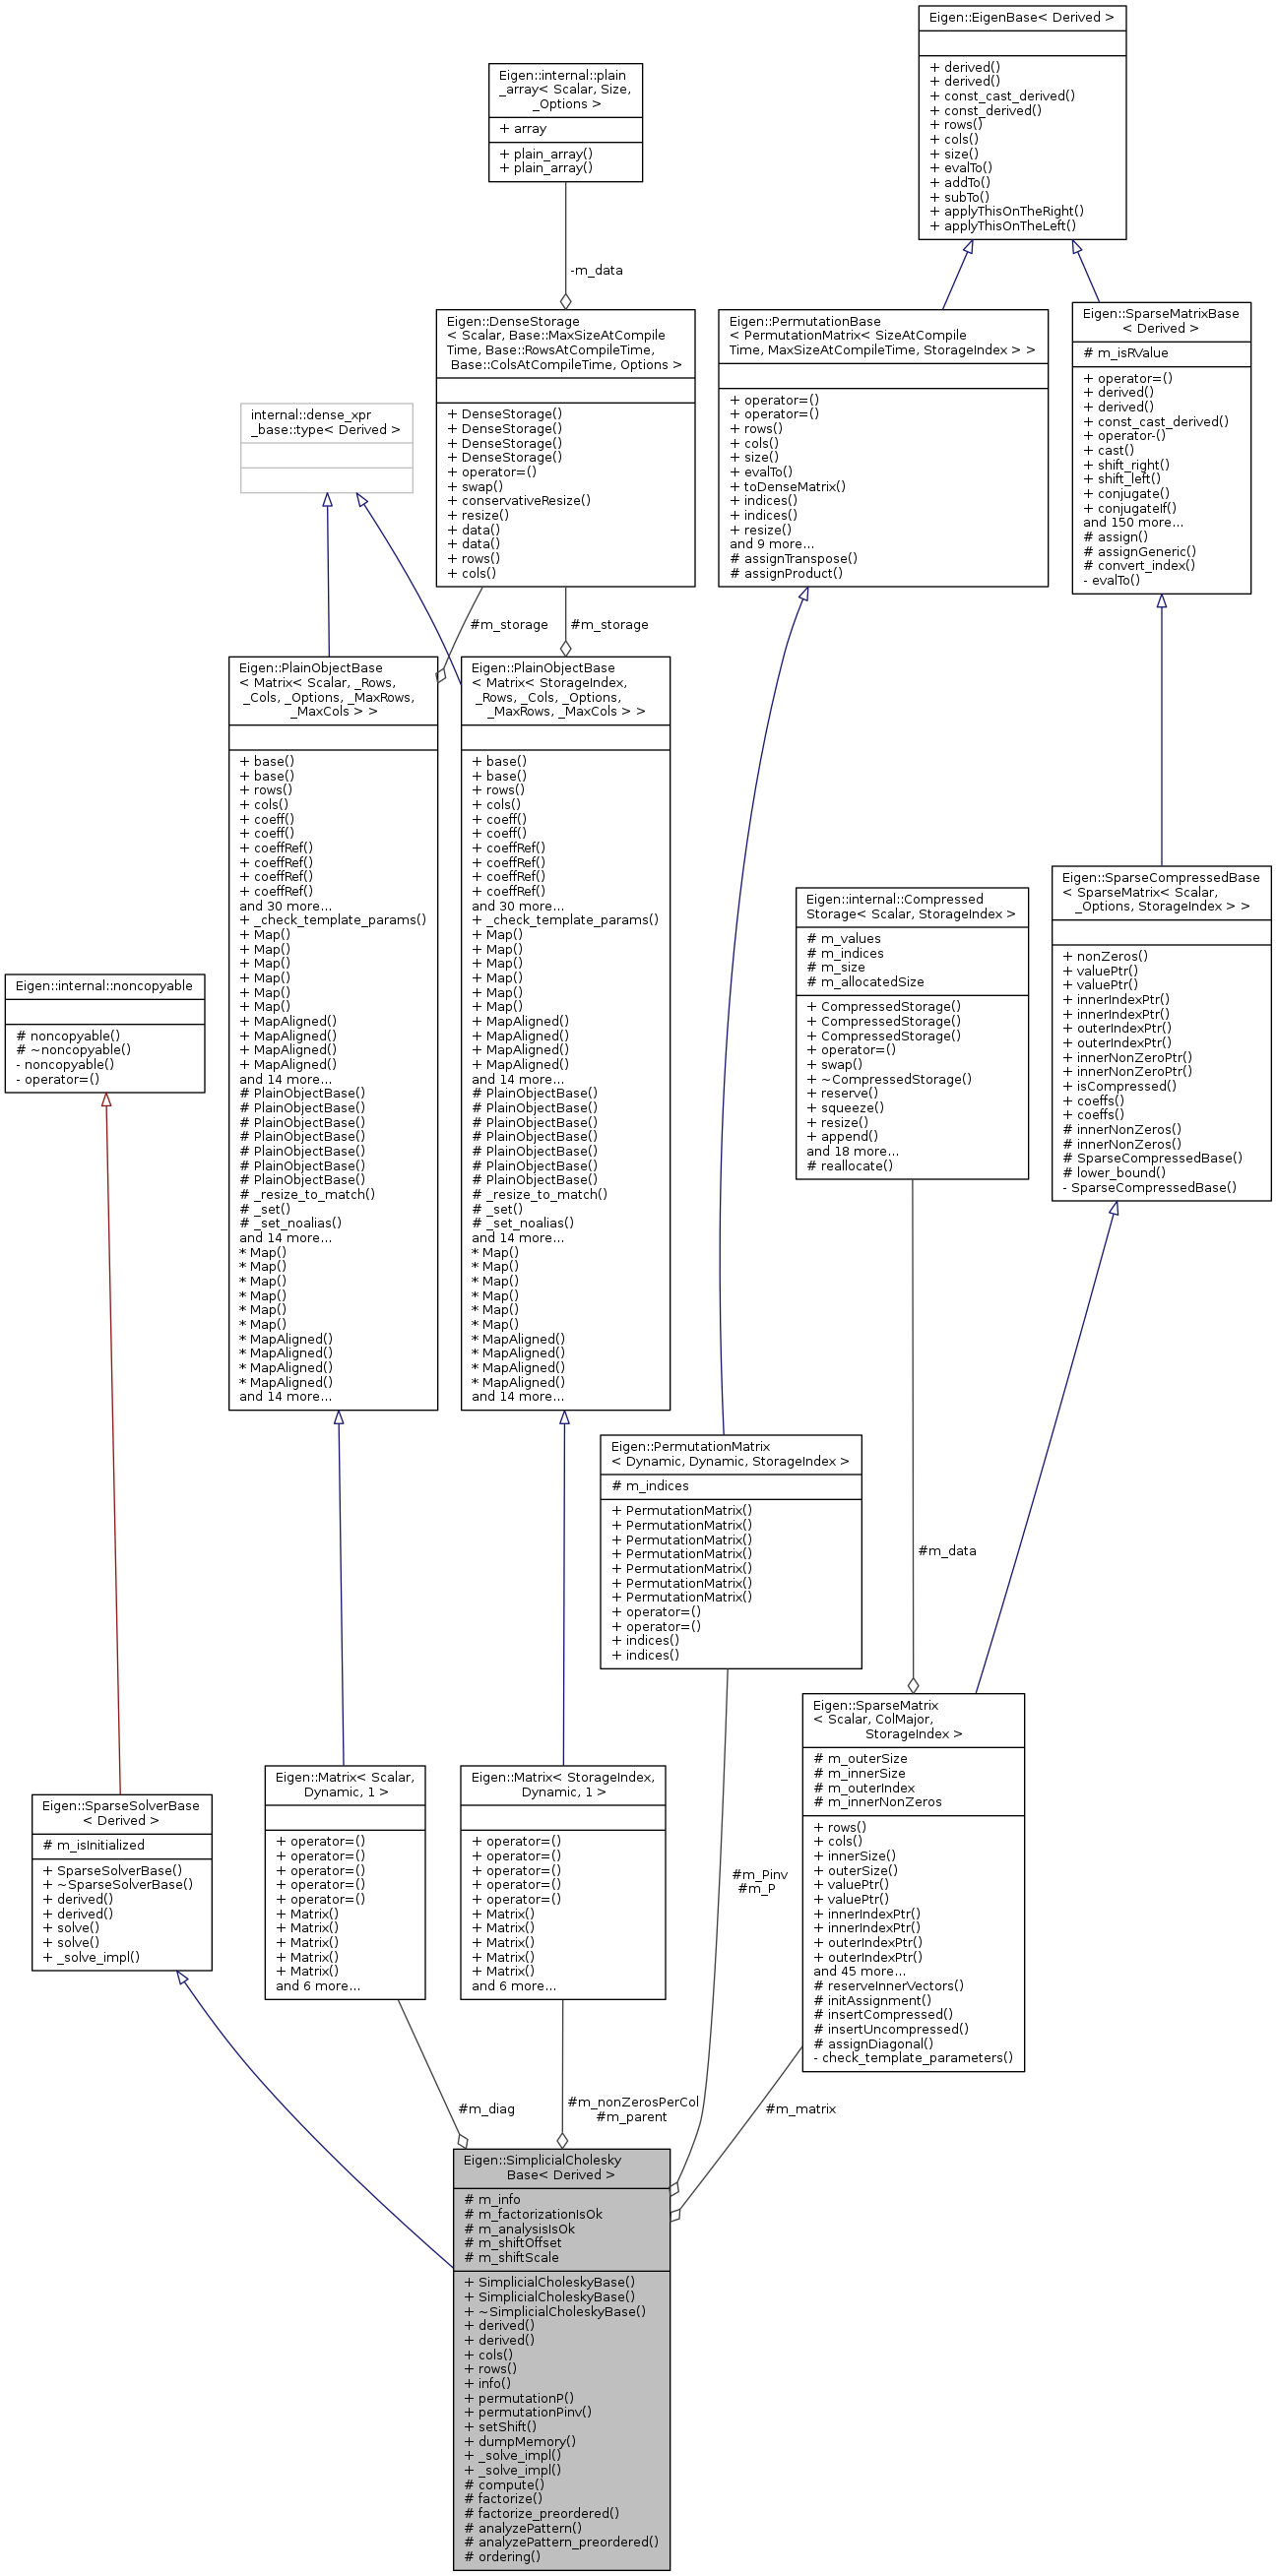 Eigen::EigenBase< Derived >
+ derived()
+ derived()
+ const_cast_derived()
+ const_derived()
+ rows()
+ cols()
+ size()
+ evalTo()
+ addTo()
+ subTo()
+ applyThisOnTheRight()
+ applyThisOnTheLeft()
Eigen::internal::plain
_array< Scalar, Size,
_Options >
+ array
+ plain_array()
+ plain_array()
-m_data
Eigen::DenseStorage
< Scalar, Base::MaxSizeAtCompile
Time, Base::RowsAtCompileTime,
Base::ColsAtCompileTime, Options >
+ DenseStorage()
+ DenseStorage()
+ DenseStorage()
+ DenseStorage()
+ operator=()
+ swap()
+ conservativeResize()
+ resize()
+ data()
+ data()
+ rows()
+ cols()
Eigen::PermutationBase
< PermutationMatrix< SizeAtCompile
Time, MaxSizeAtCompileTime, StorageIndex > >
+ operator=()
+ operator=()
+ rows()
+ cols()
+ size()
+ evalTo()
+ toDenseMatrix()
+ indices()
+ indices()
+ resize()
and 9 more...
# assignTranspose()
# assignProduct()
Eigen::SparseMatrixBase
< Derived >
# m_isRValue
+ operator=()
+ derived()
+ derived()
+ const_cast_derived()
+ operator-()
+ cast()
+ shift_right()
+ shift_left()
+ conjugate()
+ conjugateIf()
and 150 more...
# assign()
# assignGeneric()
# convert_index()
- evalTo()
internal::dense_xpr
_base::type< Derived >
#m_storage
#m_storage
Eigen::PlainObjectBase
< Matrix< Scalar, _Rows,
_Cols, _Options, _MaxRows,
_MaxCols > >
+ base()
+ base()
+ rows()
+ cols()
+ coeff()
+ coeff()
+ coeffRef()
+ coeffRef()
+ coeffRef()
+ coeffRef()
and 30 more...
+ _check_template_params()
+ Map()
+ Map()
+ Map()
+ Map()
+ Map()
+ Map()
+ MapAligned()
+ MapAligned()
+ MapAligned()
+ MapAligned()
and 14 more...
# PlainObjectBase()
# PlainObjectBase()
# PlainObjectBase()
# PlainObjectBase()
# PlainObjectBase()
# PlainObjectBase()
# PlainObjectBase()
# _resize_to_match()
# _set()
# _set_noalias()
and 14 more...
* Map()
* Map()
* Map()
* Map()
* Map()
* Map()
* MapAligned()
* MapAligned()
* MapAligned()
* MapAligned()
and 14 more...
Eigen::PlainObjectBase
< Matrix< StorageIndex,
_Rows, _Cols, _Options,
_MaxRows, _MaxCols > >
+ base()
+ base()
+ rows()
+ cols()
+ coeff()
+ coeff()
+ coeffRef()
+ coeffRef()
+ coeffRef()
+ coeffRef()
and 30 more...
+ _check_template_params()
+ Map()
+ Map()
+ Map()
+ Map()
+ Map()
+ Map()
+ MapAligned()
+ MapAligned()
+ MapAligned()
+ MapAligned()
and 14 more...
# PlainObjectBase()
# PlainObjectBase()
# PlainObjectBase()
# PlainObjectBase()
# PlainObjectBase()
# PlainObjectBase()
# PlainObjectBase()
# _resize_to_match()
# _set()
# _set_noalias()
and 14 more...
* Map()
* Map()
* Map()
* Map()
* Map()
* Map()
* MapAligned()
* MapAligned()
* MapAligned()
* MapAligned()
and 14 more...
Eigen::internal::Compressed
Storage< Scalar, StorageIndex >
# m_values
# m_indices
# m_size
# m_allocatedSize
+ CompressedStorage()
+ CompressedStorage()
+ CompressedStorage()
+ operator=()
+ swap()
+ ~CompressedStorage()
+ reserve()
+ squeeze()
+ resize()
+ append()
and 18 more...
# reallocate()
Eigen::SparseCompressedBase
< SparseMatrix< Scalar,
_Options, StorageIndex > >
+ nonZeros()
+ valuePtr()
+ valuePtr()
+ innerIndexPtr()
+ innerIndexPtr()
+ outerIndexPtr()
+ outerIndexPtr()
+ innerNonZeroPtr()
+ innerNonZeroPtr()
+ isCompressed()
+ coeffs()
+ coeffs()
# innerNonZeros()
# innerNonZeros()
# SparseCompressedBase()
# lower_bound()
- SparseCompressedBase()
Eigen::internal::noncopyable
# noncopyable()
# ~noncopyable()
- noncopyable()
- operator=()
Eigen::PermutationMatrix
< Dynamic, Dynamic, StorageIndex >
# m_indices
+ PermutationMatrix()
+ PermutationMatrix()
+ PermutationMatrix()
+ PermutationMatrix()
+ PermutationMatrix()
+ PermutationMatrix()
+ PermutationMatrix()
+ operator=()
+ operator=()
+ indices()
+ indices()
#m_data
Eigen::SparseMatrix
< Scalar, ColMajor,
StorageIndex >
# m_outerSize
# m_innerSize
# m_outerIndex
# m_innerNonZeros
+ rows()
+ cols()
+ innerSize()
+ outerSize()
+ valuePtr()
+ valuePtr()
+ innerIndexPtr()
+ innerIndexPtr()
+ outerIndexPtr()
+ outerIndexPtr()
and 45 more...
# reserveInnerVectors()
# initAssignment()
# insertCompressed()
# insertUncompressed()
# assignDiagonal()
- check_template_parameters()
Eigen::SparseSolverBase
< Derived >
# m_isInitialized
+ SparseSolverBase()
+ ~SparseSolverBase()
+ derived()
+ derived()
+ solve()
+ solve()
+ _solve_impl()
Eigen::Matrix< Scalar,
Dynamic, 1 >
+ operator=()
+ operator=()
+ operator=()
+ operator=()
+ operator=()
+ Matrix()
+ Matrix()
+ Matrix()
+ Matrix()
+ Matrix()
and 6 more...
Eigen::Matrix< StorageIndex,
Dynamic, 1 >
+ operator=()
+ operator=()
+ operator=()
+ operator=()
+ operator=()
+ Matrix()
+ Matrix()
+ Matrix()
+ Matrix()
+ Matrix()
and 6 more...
#m_Pinv
#m_P
#m_diag
#m_nonZerosPerCol
#m_parent
#m_matrix
Eigen::SimplicialCholesky
Base< Derived >
# m_info
# m_factorizationIsOk
# m_analysisIsOk
# m_shiftOffset
# m_shiftScale
+ SimplicialCholeskyBase()
+ SimplicialCholeskyBase()
+ ~SimplicialCholeskyBase()
+ derived()
+ derived()
+ cols()
+ rows()
+ info()
+ permutationP()
+ permutationPinv()
+ setShift()
+ dumpMemory()
+ _solve_impl()
+ _solve_impl()
# compute()
# factorize()
# factorize_preordered()
# analyzePattern()
# analyzePattern_preordered()
# ordering()